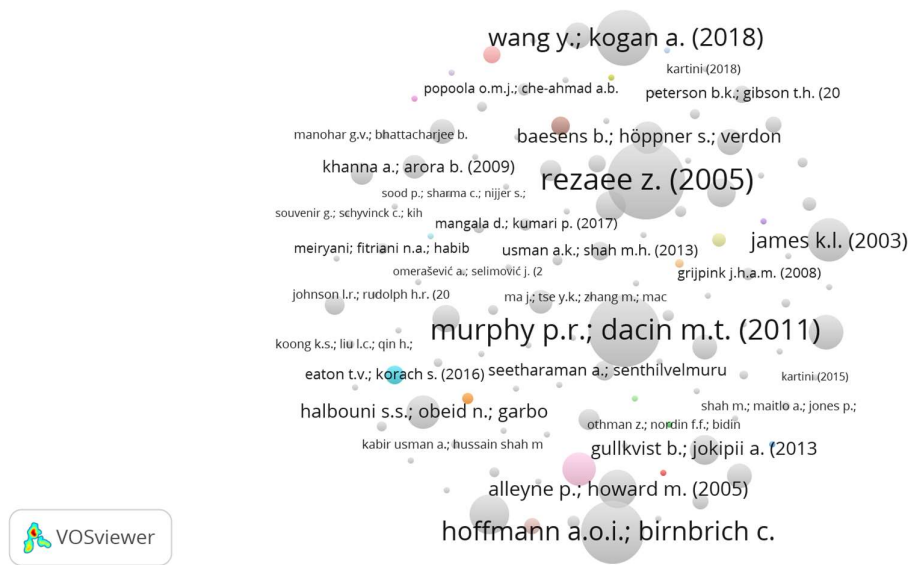 wang y.; kogan a. (2018)
kartini (2018)
popoola o.m.j.; che-ahmad a.b.
peterson b.k.; gibson t.h. (20
manohar g.v.; bhattacharjee b.
baesens b.; höppner s.; verdon
khanna a.; arora b. (2009)
rezaee z. (2005)
sood p.; sharma c.; nijjer s.;
souvenir g.; schyvinck c.; kih
mangala d.; kumari p. (2017)
james k.l. (2003)
meiryani; fitriani n.a.; habib
usman a.k.; shah m.h. (2013)
omerašević a.; selimović j. (2
grijpink j.h.a.m. (2008)
johnson l.r.; rudolph h.r. (20
ma j.; tse y.k.; zhang m.; mac
murphy p.r.; dacin m.t. (2011)
koong k.s.; liu l.c.; qin h.;
eaton t.v.; korach s. (2016)
seetharaman a.; senthilvelmuru
kartini (2015)
halbouni s.s.; obeid n.; garbo
shah m.; maitlo a.; jones p.;
othman z.; nordin f.f.; bidin
kabir usman a.; hussain shah m
gullkvist b.; jokipii a. (2013
alleyne p.; howard m. (2005)
hoffmann a.o.i.; birnbrich c.
VOSviewer